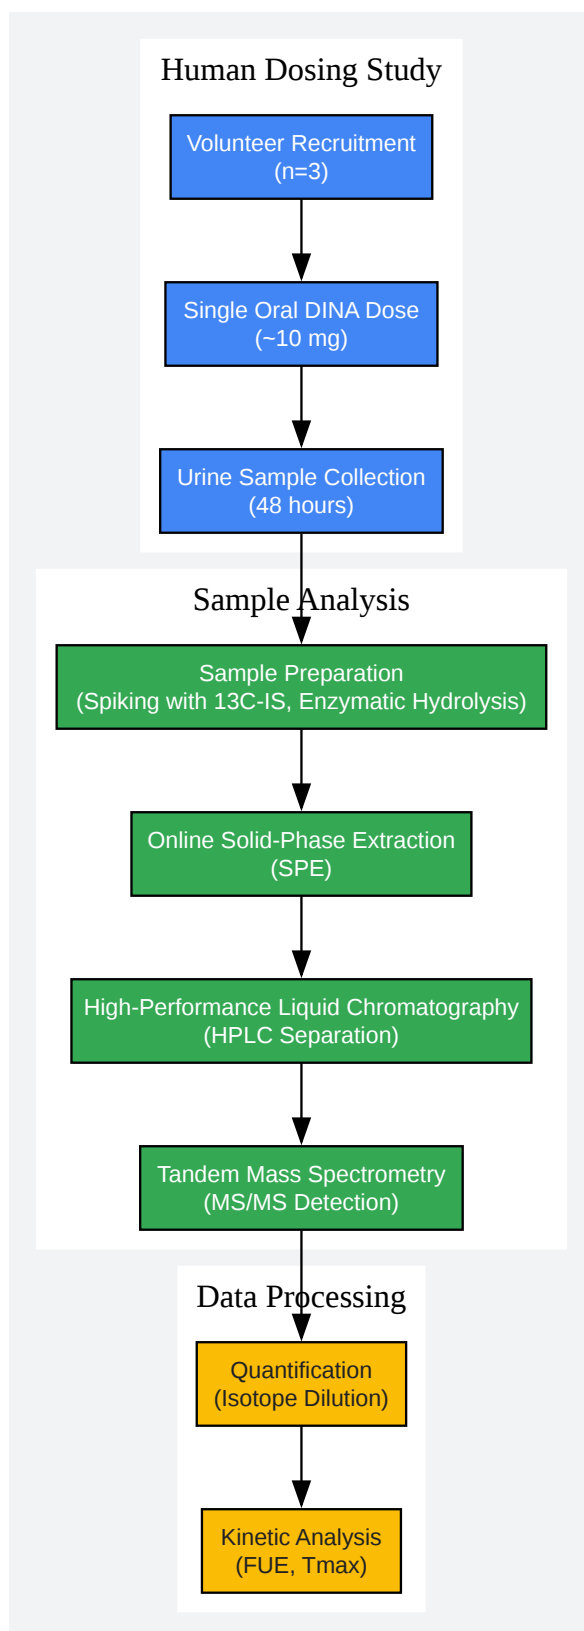 Human Dosing Study
Volunteer Recruitment
(n=3)
Single Oral DINA Dose
(~10 mg)
Urine Sample Collection
(48 hours)
Sample Analysis
Sample Preparation
(Spiking with 13C-IS, Enzymatic Hydrolysis)
Online Solid-Phase Extraction
(SPE)
High-Performance Liquid Chromatography
(HPLC Separation)
Tandem Mass Spectrometry
(MS/MS Detection)
Data Processing
Quantification
(Isotope Dilution)
Kinetic Analysis
(FUE, Tmax)